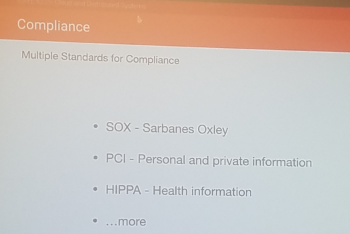 Compliance
Multiple Standards for Compliance
• SOX - Sarbanes Oxley
• PCI - Personal and private information
• HIPPA - Health information
• ...more